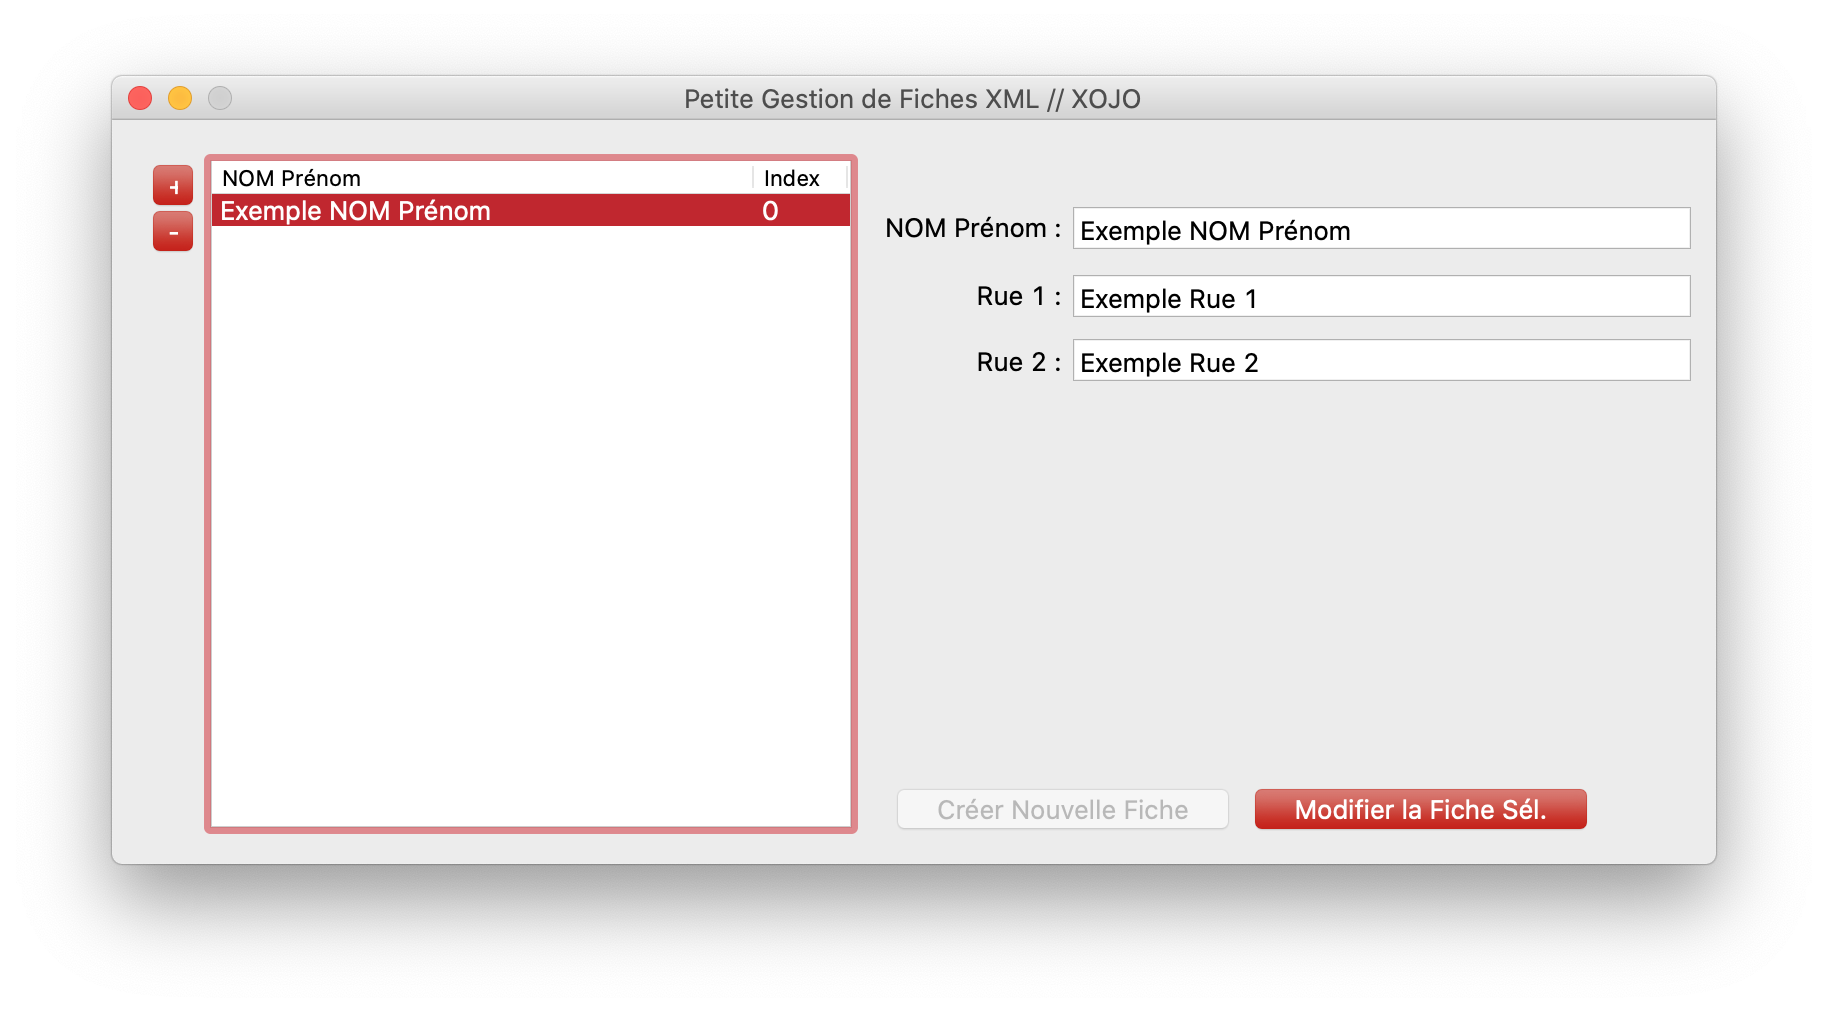 Petite Gestion de Fiches XML // XOJO
+
-
NOM Prénom Index
Exemple NOM Prénom 0
NOM Prénom : Exemple NOM Prénom
Rue 1 : Exemple Rue 1
Rue 2 : Exemple Rue 2
Créer Nouvelle Fiche Modifier la Fiche Sél.